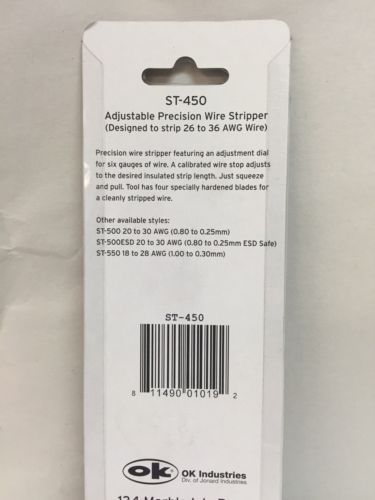 ST-450
Adjustable Precision Wire Stripper
(Designed to strip 26 to 36 AWG Wire)
Precision wire stripper featuring an adjustment dial
for six gauges of wire. A calibrated wire stop adjusts
to the desired insulated strip length. Just squeeze
and pull. Tool has four specially hardened blades for
a cleanly stripped wire.
Other available styles:
ST-500 20 to 30 AWG (0.80 to 0.25mm)
ST-500ESD 20 to 30 AWG (0.80 to 0.25mm ESD Safe)
ST-550 18 to 28 AWG (1.00 to 0.30mm)
ST-450
8 11490 01019 2
ok OK Industries
Div. of Jonard Industries